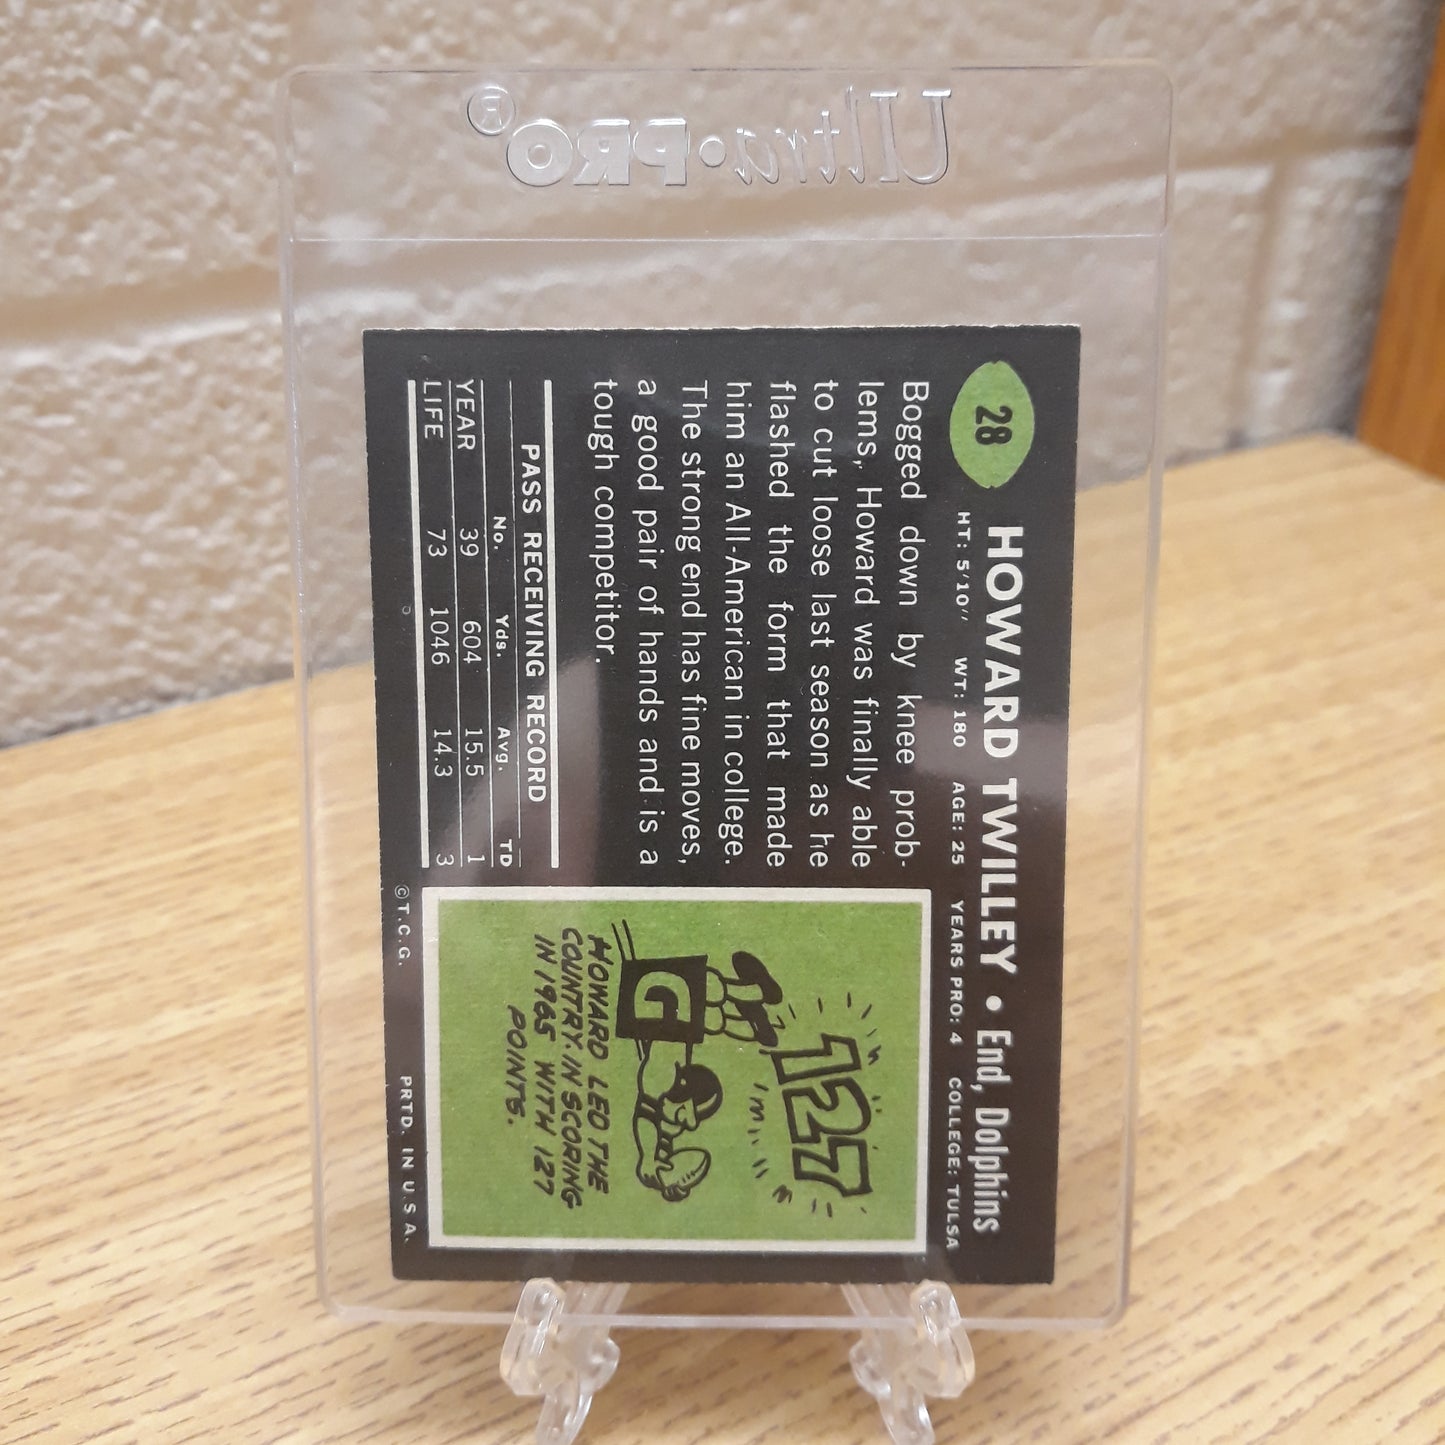 Ultra·PRO®
28
HOWARD TWILLEY • End, Dolphins
HT: 5'10" WT: 180 AGE: 25 YEARS PRO: 4 COLLEGE: TULSA
Bogged down by knee prob-
lems, Howard was finally able
to cut loose last season as he
flashed the form that made
him an All-American in college.
The strong end has fine moves,
a good pair of hands and is a
tough competitor.
PASS RECEIVING RECORD
No. Yds. Avg. TD
YEAR 39 604 15.5 1
LIFE 73 1046 14.3 3
127
G
HOWARD LED THE
COUNTRY IN SCORING
IN 1965 WITH 127
POINTS.
©T.C.G. PRTD. IN U.S.A.